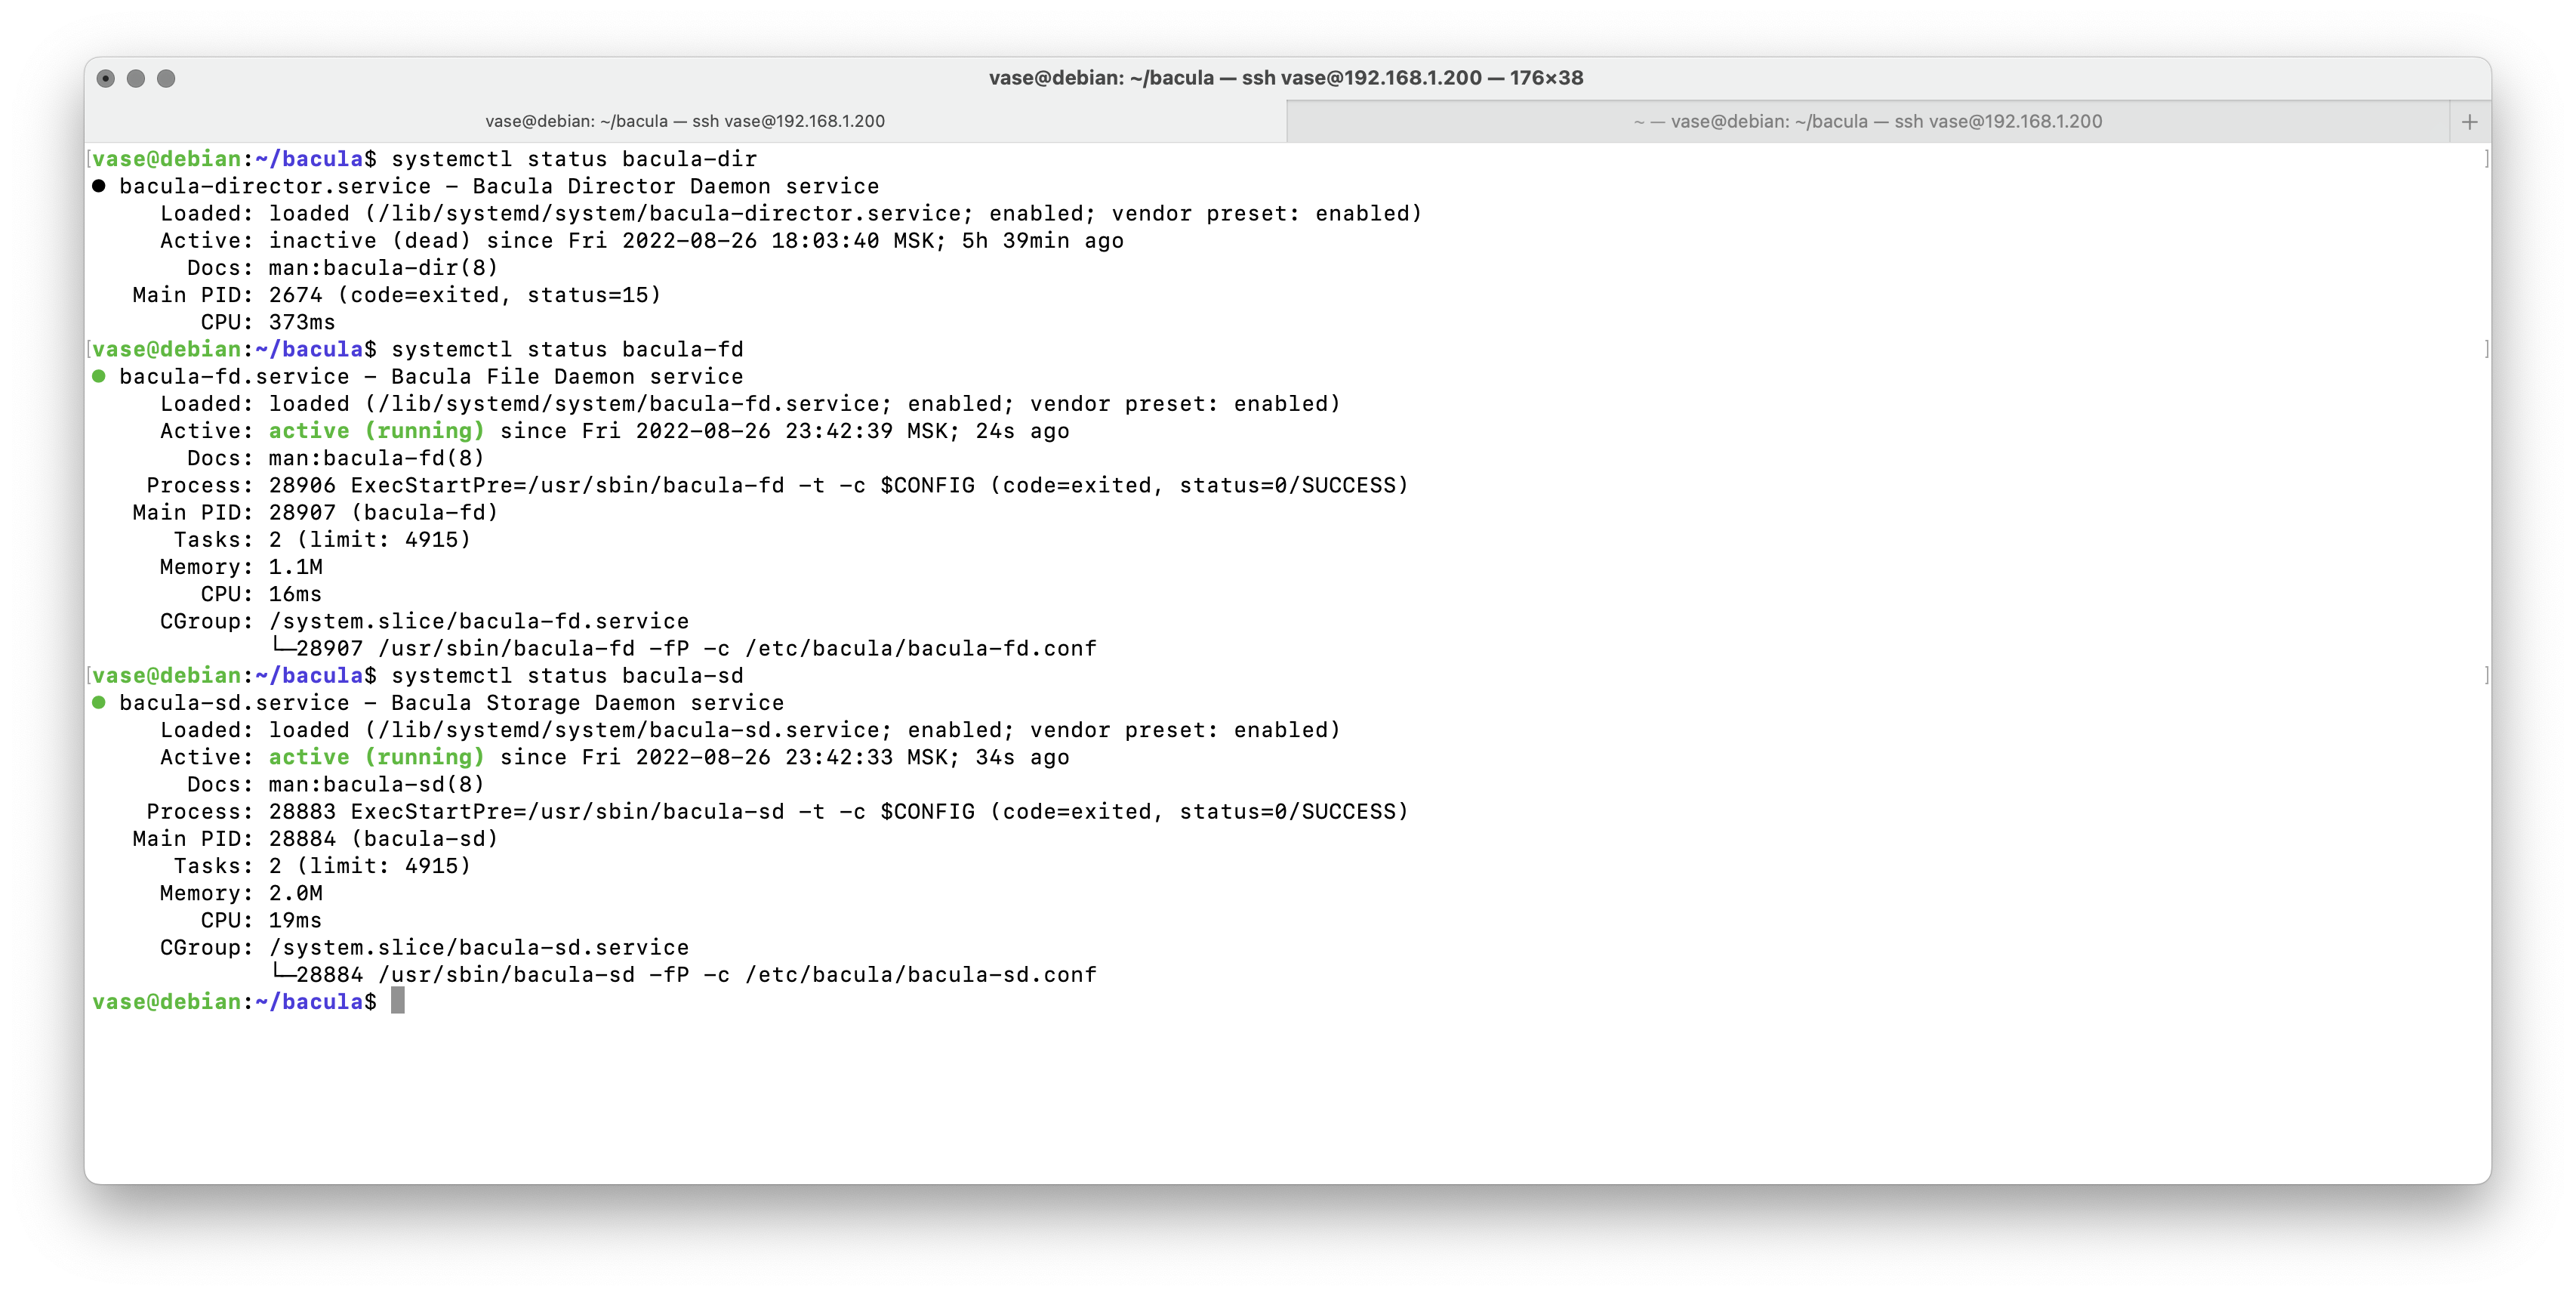 vase@debian: ~/bacula — ssh vase@192.168.1.200 — 176×38
vase@debian: ~/bacula — ssh vase@192.168.1.200
~ — vase@debian: ~/bacula — ssh vase@192.168.1.200
+
[vase@debian:~/bacula$ systemctl status bacula-dir ]
● bacula-director.service - Bacula Director Daemon service
Loaded: loaded (/lib/systemd/system/bacula-director.service; enabled; vendor preset: enabled)
Active: inactive (dead) since Fri 2022-08-26 18:03:40 MSK; 5h 39min ago
Docs: man:bacula-dir(8)
Main PID: 2674 (code=exited, status=15)
CPU: 373ms
[vase@debian:~/bacula$ systemctl status bacula-fd ]
● bacula-fd.service - Bacula File Daemon service
Loaded: loaded (/lib/systemd/system/bacula-fd.service; enabled; vendor preset: enabled)
Active: active (running) since Fri 2022-08-26 23:42:39 MSK; 24s ago
Docs: man:bacula-fd(8)
Process: 28906 ExecStartPre=/usr/sbin/bacula-fd -t -c $CONFIG (code=exited, status=0/SUCCESS)
Main PID: 28907 (bacula-fd)
Tasks: 2 (limit: 4915)
Memory: 1.1M
CPU: 16ms
CGroup: /system.slice/bacula-fd.service
└─28907 /usr/sbin/bacula-fd -fP -c /etc/bacula/bacula-fd.conf
[vase@debian:~/bacula$ systemctl status bacula-sd ]
● bacula-sd.service - Bacula Storage Daemon service
Loaded: loaded (/lib/systemd/system/bacula-sd.service; enabled; vendor preset: enabled)
Active: active (running) since Fri 2022-08-26 23:42:33 MSK; 34s ago
Docs: man:bacula-sd(8)
Process: 28883 ExecStartPre=/usr/sbin/bacula-sd -t -c $CONFIG (code=exited, status=0/SUCCESS)
Main PID: 28884 (bacula-sd)
Tasks: 2 (limit: 4915)
Memory: 2.0M
CPU: 19ms
CGroup: /system.slice/bacula-sd.service
└─28884 /usr/sbin/bacula-sd -fP -c /etc/bacula/bacula-sd.conf
vase@debian:~/bacula$